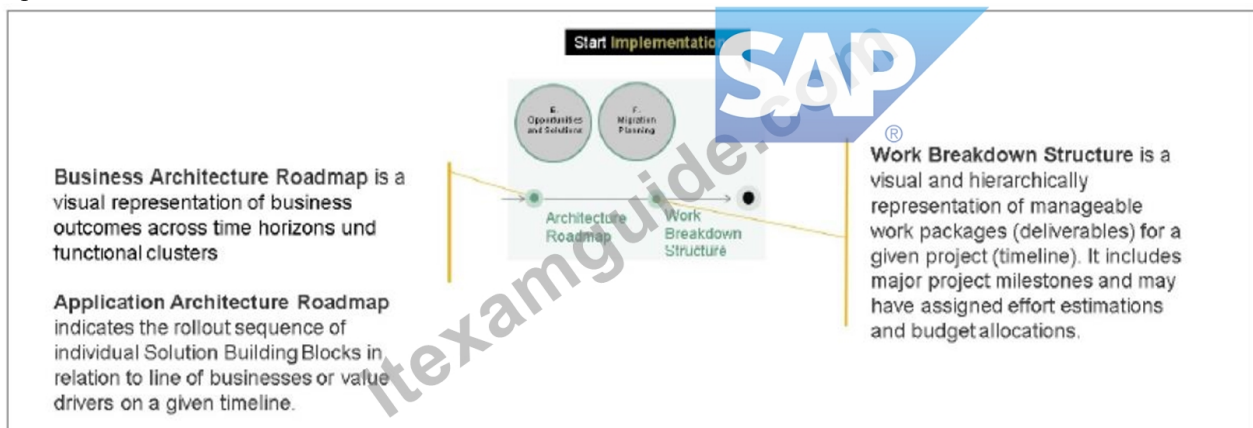 Start Implementation
SAP
®
E.
Opportunities
and Solutions
F.
Migration
Planning
Architecture
Roadmap
Work
Breakdown
Structure
Business Architecture Roadmap is a
visual representation of business
outcomes across time horizons und
functional clusters
Application Architecture Roadmap
indicates the rollout sequence of
individual Solution Building Blocks in
relation to line of businesses or value
drivers on a given timeline.
Work Breakdown Structure is a
visual and hierarchically
representation of manageable
work packages (deliverables) for a
given project (timeline). It includes
major project milestones and may
have assigned effort estimations
and budget allocations.
Itexamguide.com